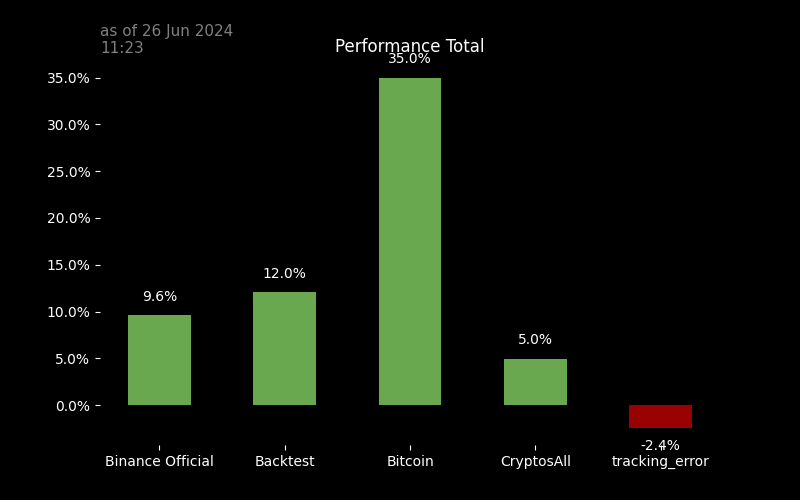 as of 26 Jun 2024
11:23
Performance Total
35.0%
35.0%
30.0%
25.0%
20.0%
15.0%
12.0%
9.6%
10.0%
5.0%
5.0%
0.0%
-2.4%
Binance Official
Backtest
Bitcoin
CryptosAll
tracking_error